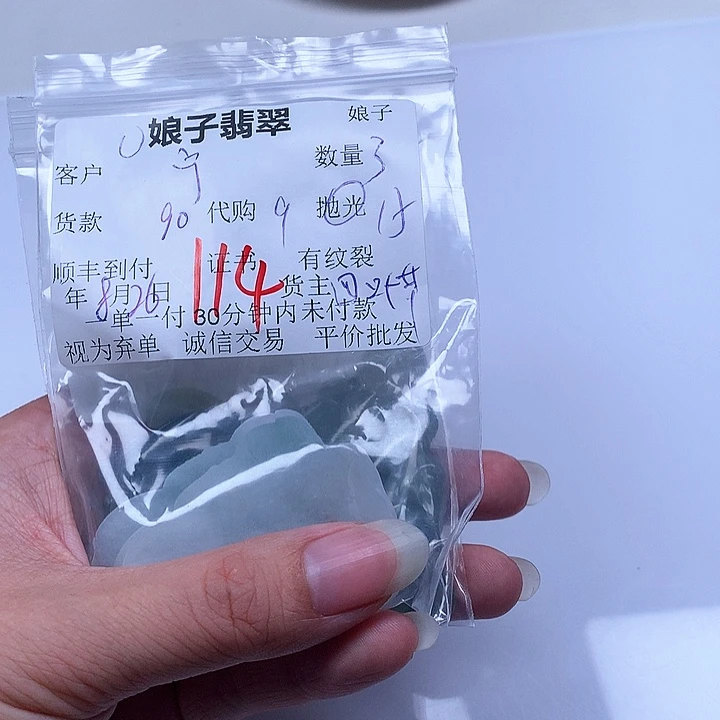 娘子翡翠 娘子
客户 宁 数量 3
货款 90 代购 9 抛光 15
顺丰到付 证书 有纹裂
年 8月26日 114 货主
一单一付 30分钟内未付款
视为弃单 诚信交易 平价批发